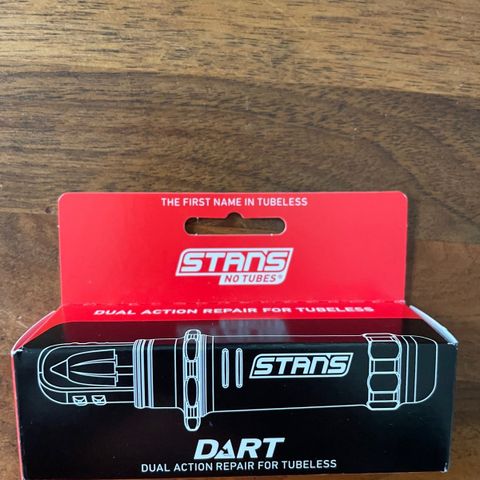 THE FIRST NAME IN TUBELESS
STANS
NO TUBES®
DUAL ACTION REPAIR FOR TUBELESS
STANS
DART
DUAL ACTION REPAIR FOR TUBELESS